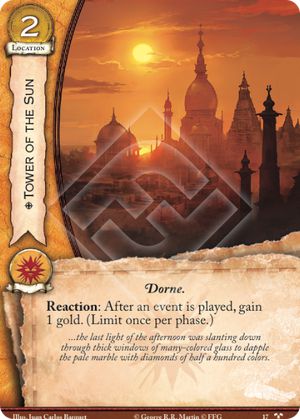 2
LOCATION
TOWER OF THE SUN
Dorne.
Reaction: After an event is played, gain
1 gold. (Limit once per phase.)
...the last light of the afternoon was slanting down
through thick windows of many-colored glass to dapple
the pale marble with diamonds of half a hundred colors.
Illus. Juan Carlos Barquet
© George R.R. Martin © FFG
17